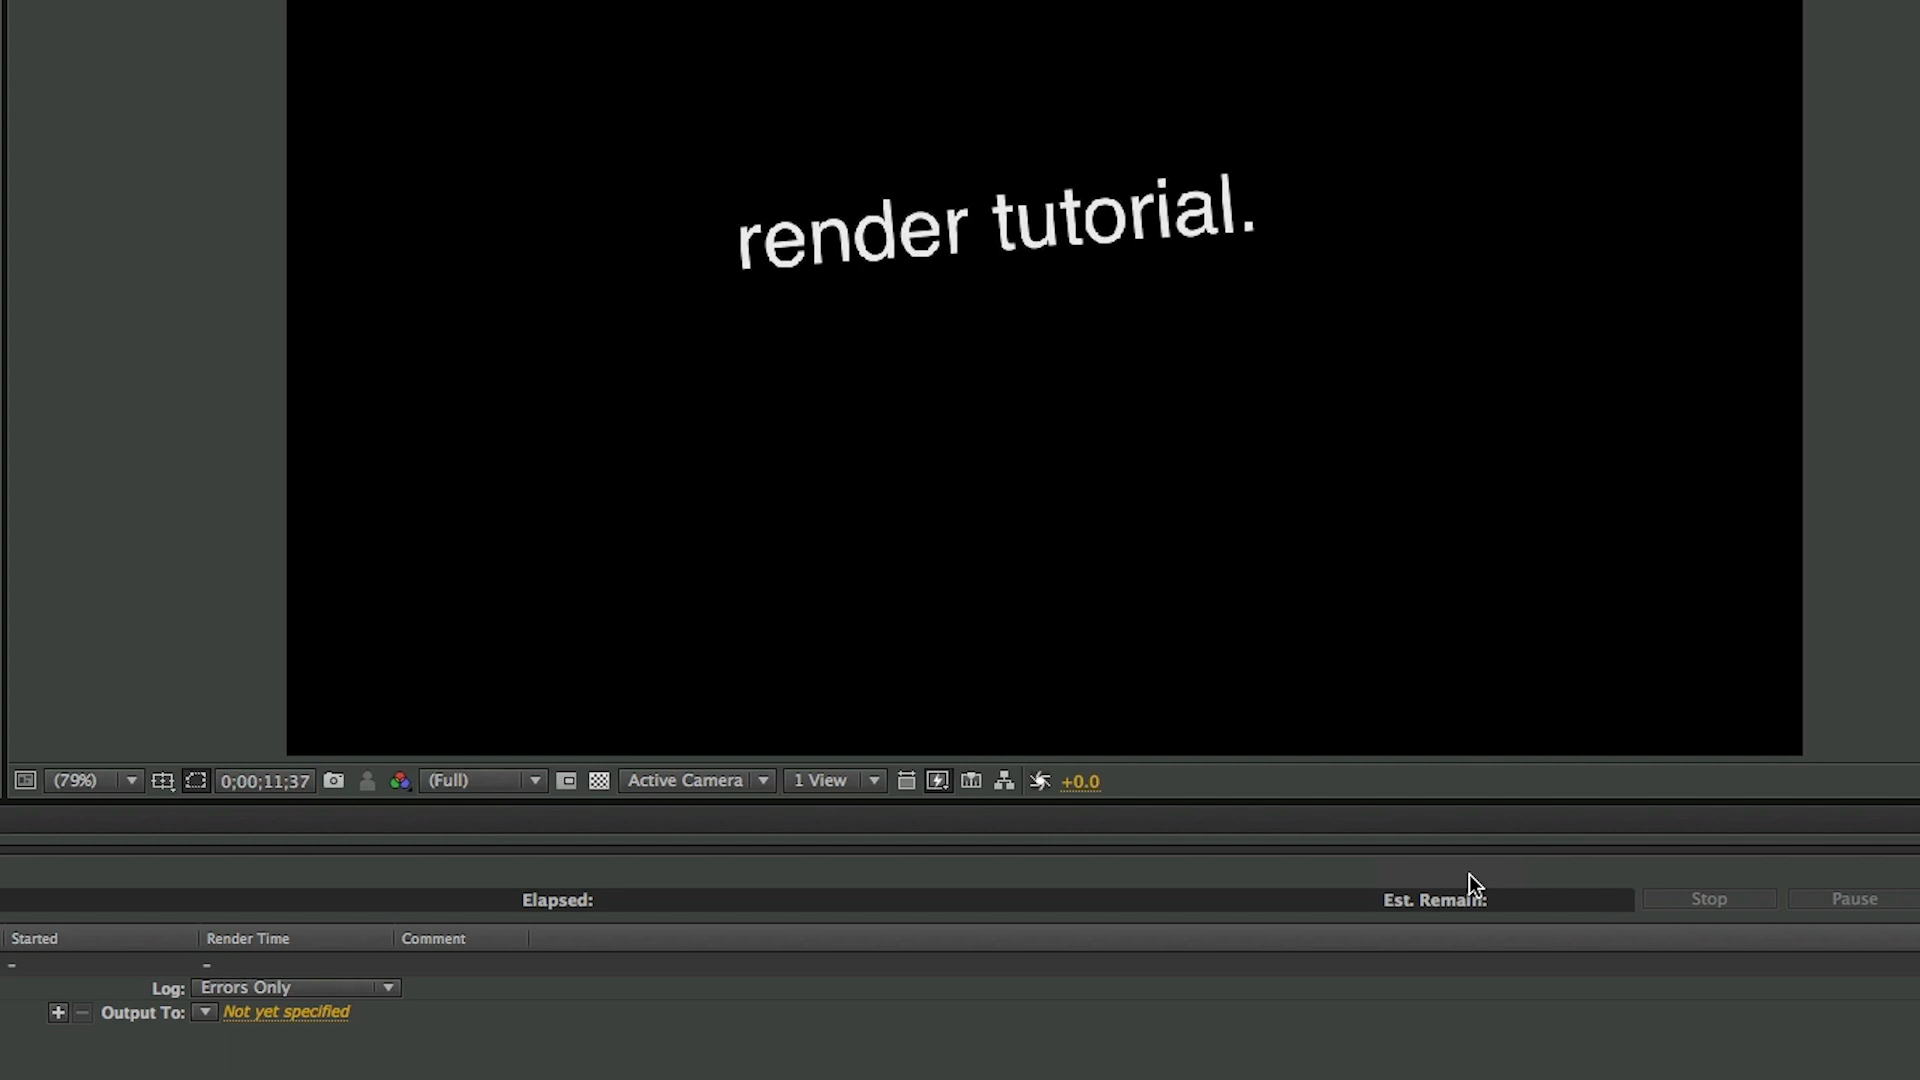 render tutorial.
(79%) 0;00;11;37 (Full) Active Camera 1 View +0.0
Elapsed: Est. Remain: Stop Pause
Started Render Time Comment
- -
Log: Errors Only
Output To: Not yet specified